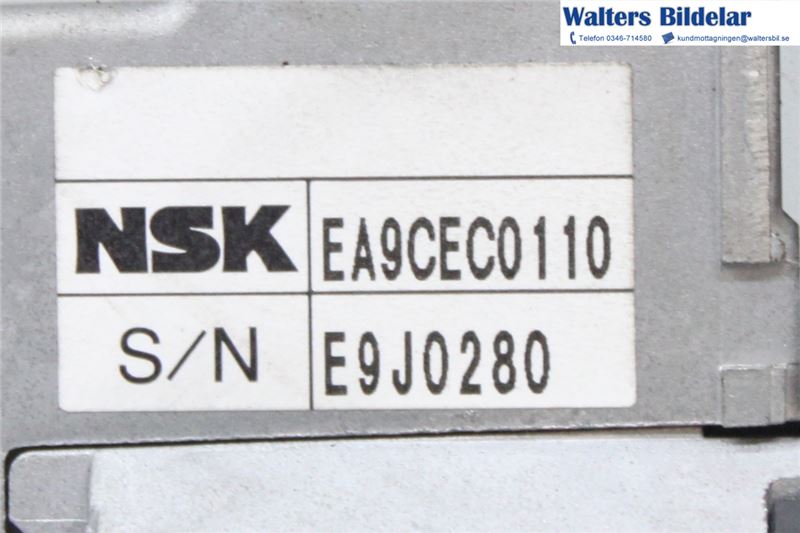 Walters Bildelar
Telefon 0346-714580 kundmottagningen@waltersbil.se
NSK EA9CEC0110
S/N E9J0280